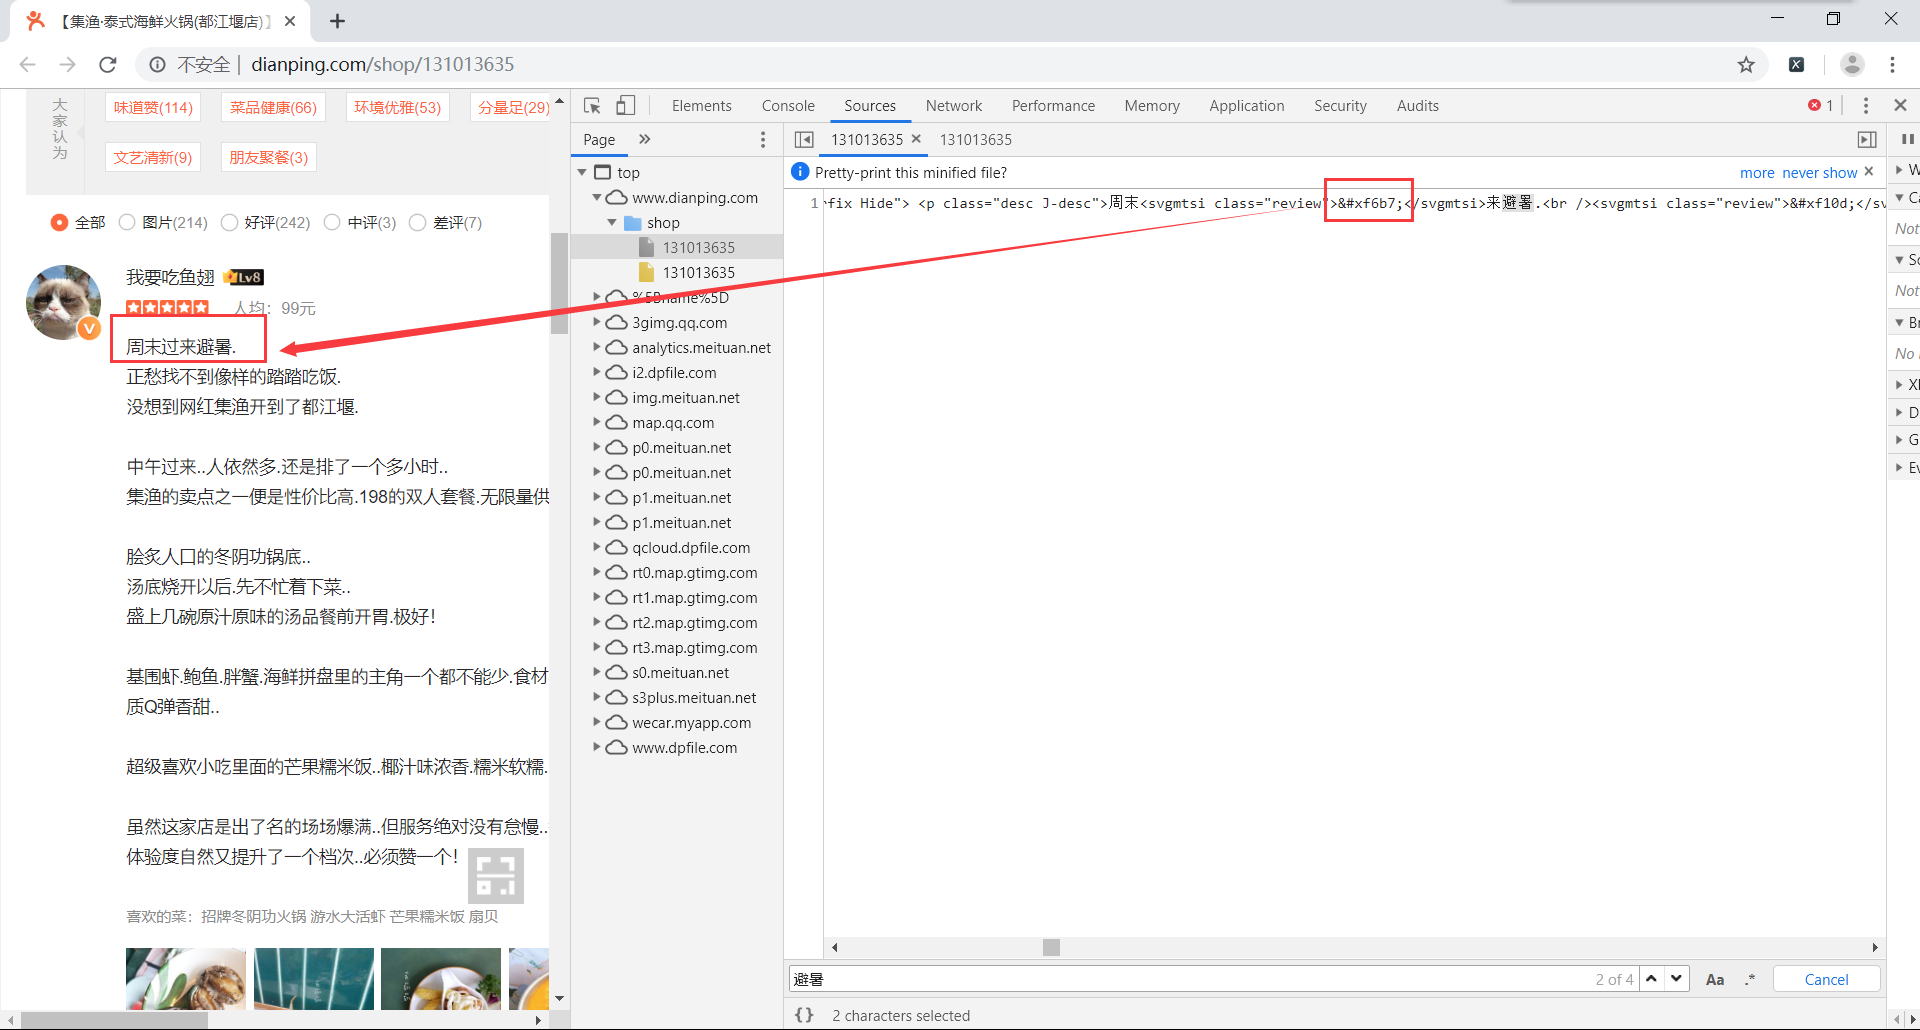 【集渔·泰式海鲜火锅(都江堰店)】
不安全 | dianping.com/shop/131013635
大家认为
味道赞(114) 菜品健康(66) 环境优雅(53) 分量足(29)
文艺清新(9) 朋友聚餐(3)
全部 图片(214) 好评(242) 中评(3) 差评(7)
我要吃鱼翅 Lv8
人均：99元
V
周末过来避暑.
正愁找不到像样的踏踏吃饭.
没想到网红集渔开到了都江堰.
中午过来..人依然多.还是排了一个多小时..
集渔的卖点之一便是性价比高.198的双人套餐.无限量供
脍炙人口的冬阴功锅底..
汤底烧开以后.先不忙着下菜..
盛上几碗原汁原味的汤品餐前开胃.极好！
基围虾.鲍鱼.胖蟹.海鲜拼盘里的主角一个都不能少.食材
质Q弹香甜..
超级喜欢小吃里面的芒果糯米饭..椰汁味浓香.糯米软糯.
虽然这家店是出了名的场场爆满..但服务绝对没有怠慢..
体验度自然又提升了一个档次..必须赞一个！
喜欢的菜：招牌冬阴功火锅 游水大活虾 芒果糯米饭 扇贝
Elements Console Sources Network Performance Memory Application Security Audits 1
Page
131013635 131013635
Pretty-print this minified file? more never show
top
www.dianping.com
shop
131013635
131013635
%5Bname%5D
3gimg.qq.com
analytics.meituan.net
i2.dpfile.com
img.meituan.net
map.qq.com
p0.meituan.net
p0.meituan.net
p1.meituan.net
p1.meituan.net
qcloud.dpfile.com
rt0.map.gtimg.com
rt1.map.gtimg.com
rt2.map.gtimg.com
rt3.map.gtimg.com
s0.meituan.net
s3plus.meituan.net
wecar.myapp.com
www.dpfile.com
1 fix Hide"> <p class="desc J-desc">周末<svgmtsi class="review">&#xf6b7;</svgmtsi>来避暑.<br /><svgmtsi class="review">&#xf10d;</sv
W
Ca
Not
Sc
Not
Br
No
XI
D
G
Ev
避暑 2 of 4 Aa .* Cancel
{} 2 characters selected